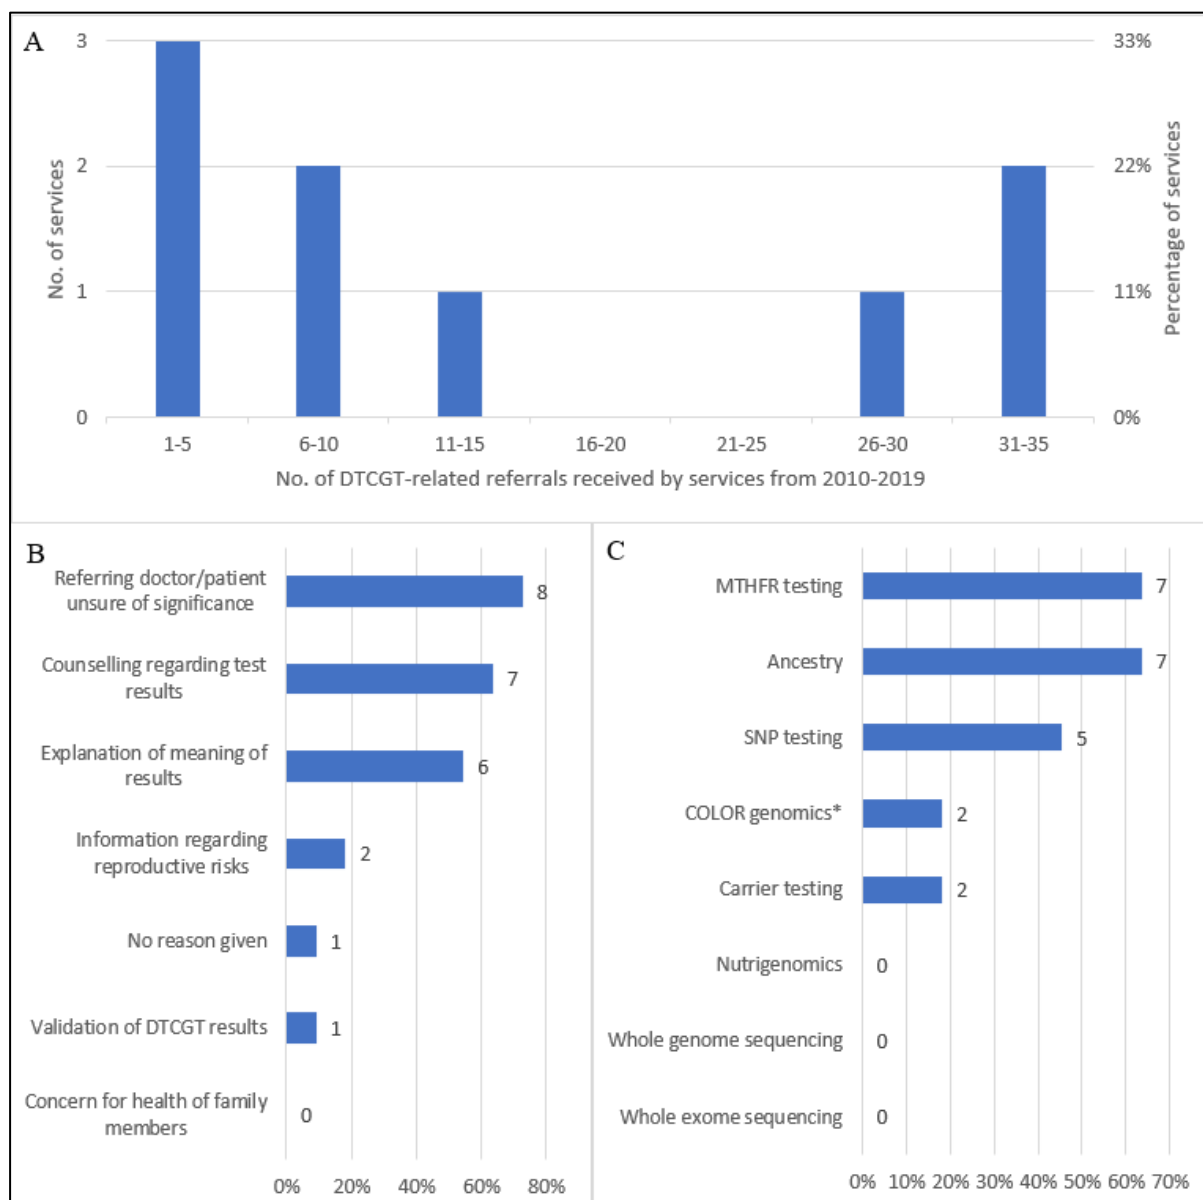 A
3
33%
2
22%
1
11%
0
0%
No. of services
Percentage of services
1-5 6-10 11-15 16-20 21-25 26-30 31-35
No. of DTCGT-related referrals received by services from 2010-2019
B
Referring doctor/patient
unsure of significance
8
Counselling regarding test
results
7
Explanation of meaning of
results
6
Information regarding
reproductive risks
2
No reason given
1
Validation of DTCGT results
1
Concern for health of family
members
0
0% 20% 40% 60% 80%
C
MTHFR testing
7
Ancestry
7
SNP testing
5
COLOR genomics*
2
Carrier testing
2
Nutrigenomics
0
Whole genome sequencing
0
Whole exome sequencing
0
0% 10% 20% 30% 40% 50% 60% 70%